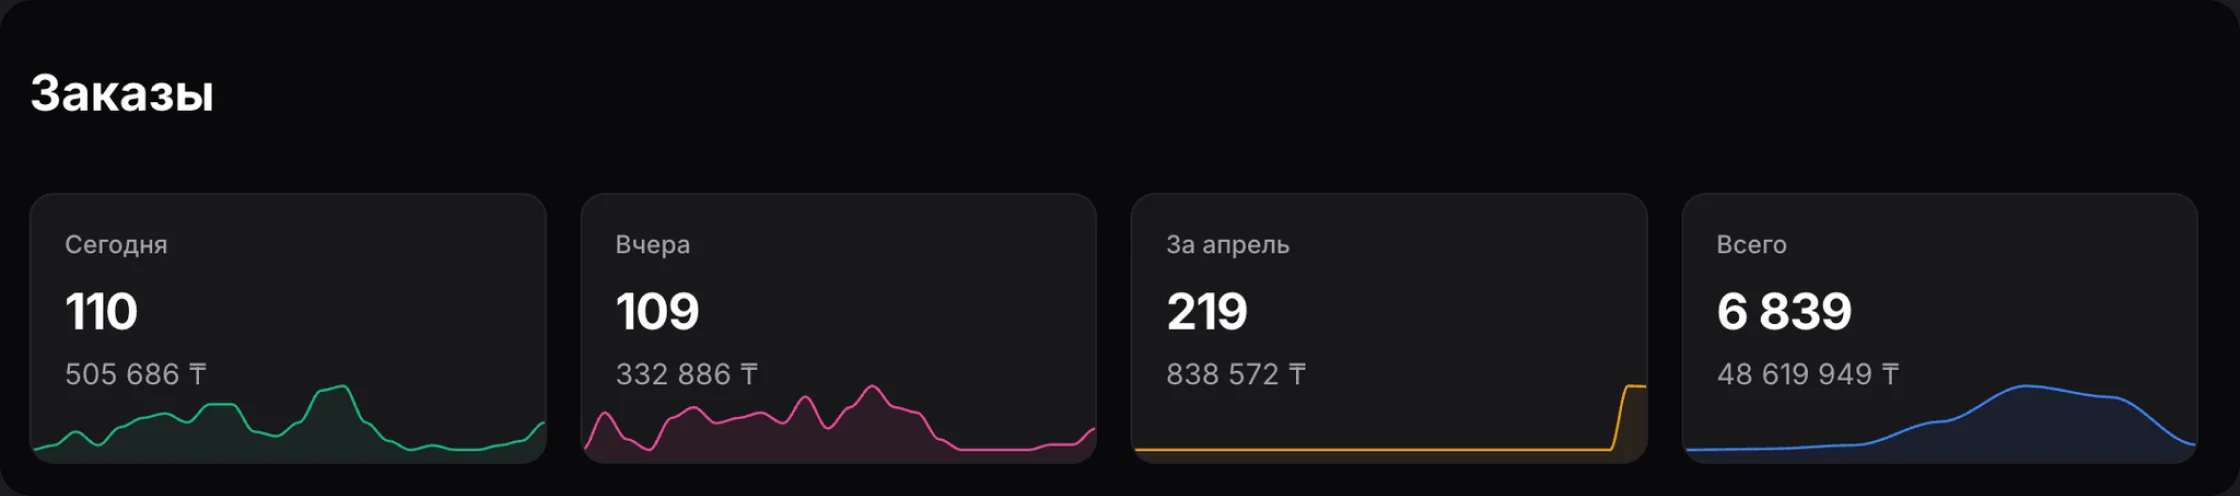 Заказы
Сегодня
110
505 686 ₸
Вчера
109
332 886 ₸
За апрель
219
838 572 ₸
Всего
6 839
48 619 949 ₸